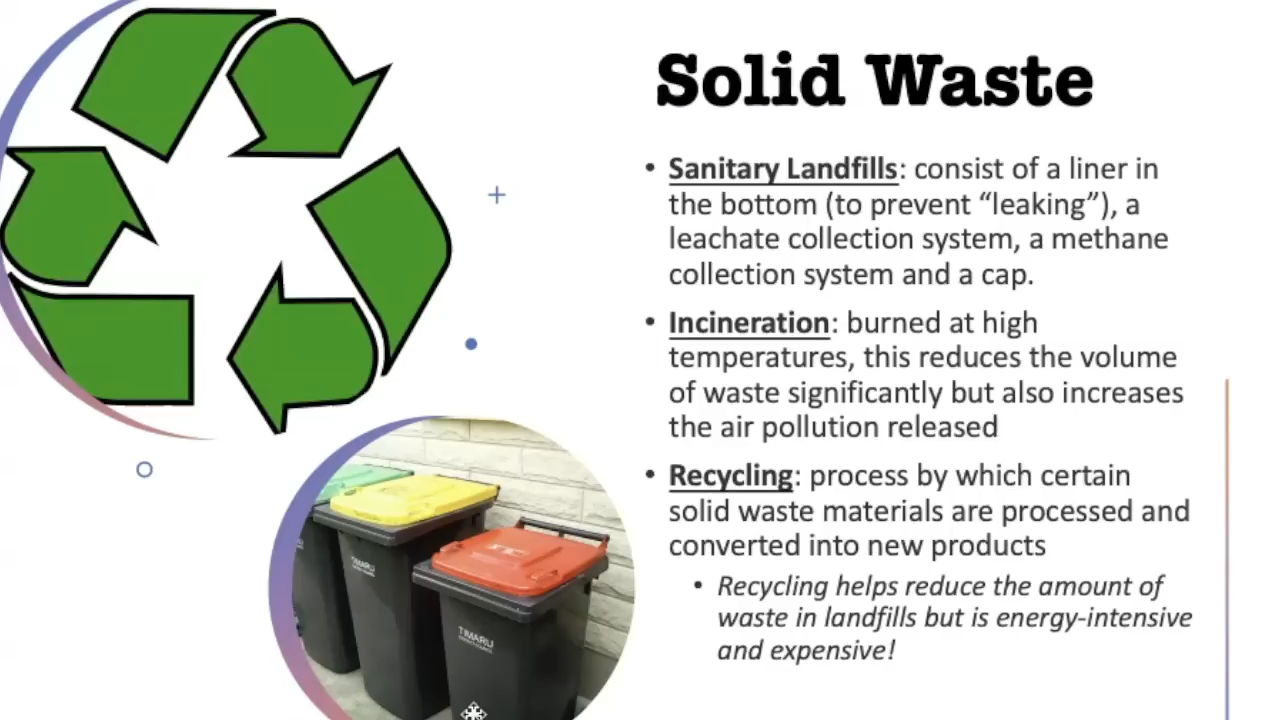 Solid Waste
• Sanitary Landfills: consist of a liner in
the bottom (to prevent “leaking”), a
leachate collection system, a methane
collection system and a cap.
• Incineration: burned at high
temperatures, this reduces the volume
of waste significantly but also increases
the air pollution released
• Recycling: process by which certain
solid waste materials are processed and
converted into new products
• Recycling helps reduce the amount of
waste in landfills but is energy-intensive
and expensive!
TIMARU
TIMARU